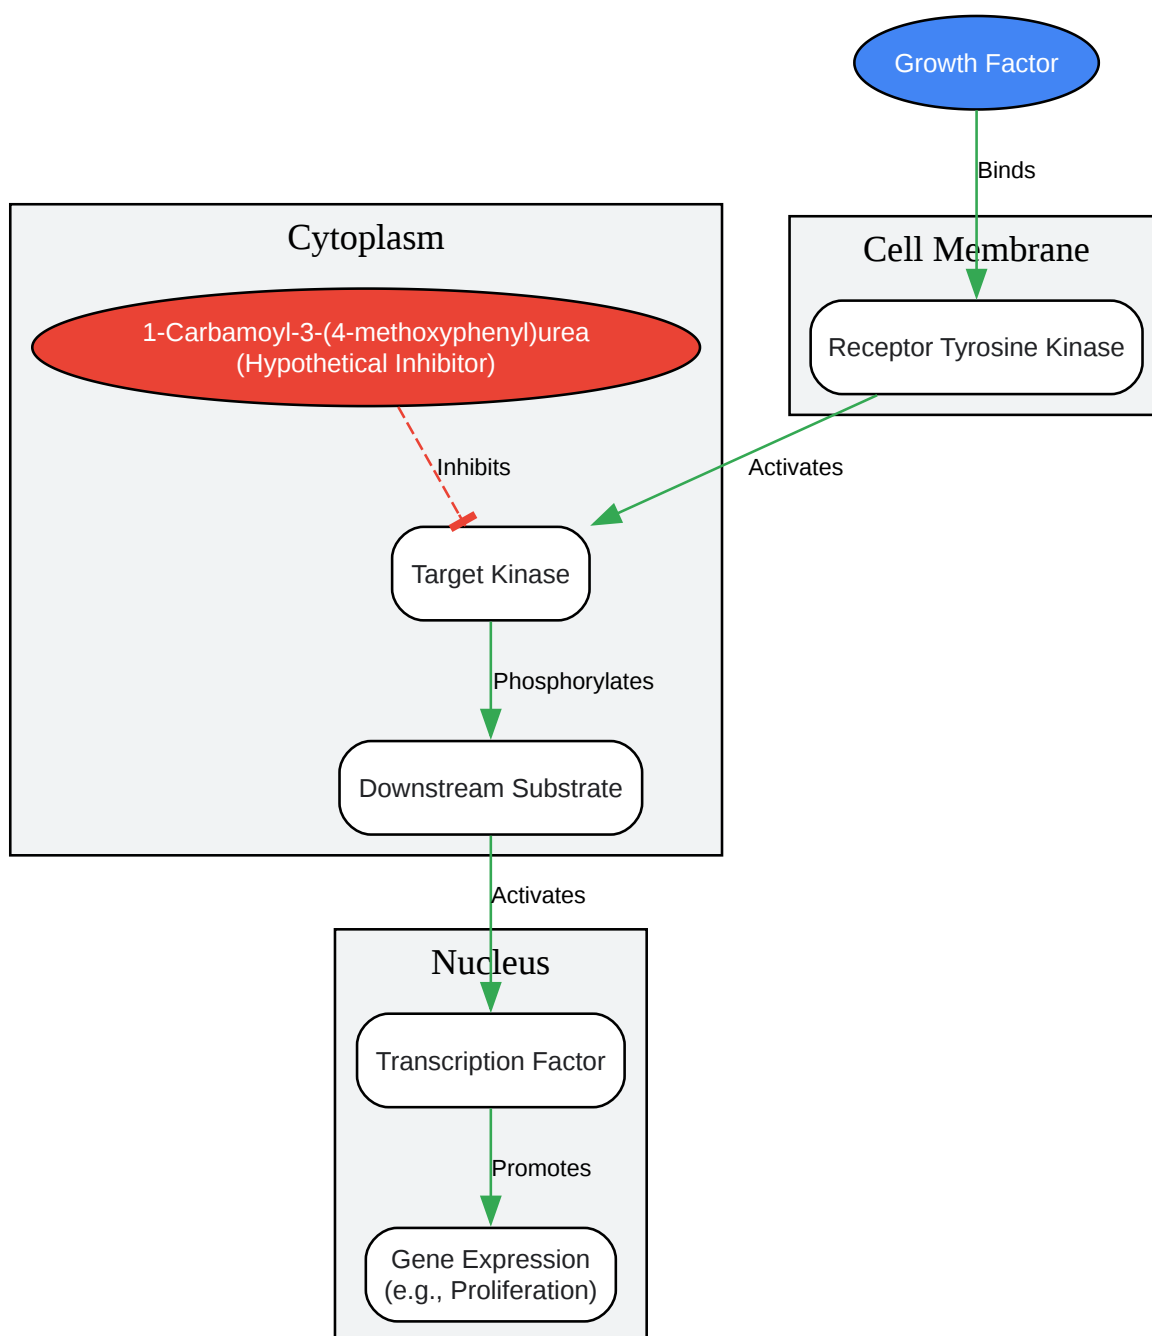 Growth Factor
Binds
Cytoplasm
Cell Membrane
1-Carbamoyl-3-(4-methoxyphenyl)urea
(Hypothetical Inhibitor)
Receptor Tyrosine Kinase
Inhibits
Activates
Target Kinase
Phosphorylates
Downstream Substrate
Activates
Nucleus
Transcription Factor
Promotes
Gene Expression
(e.g., Proliferation)